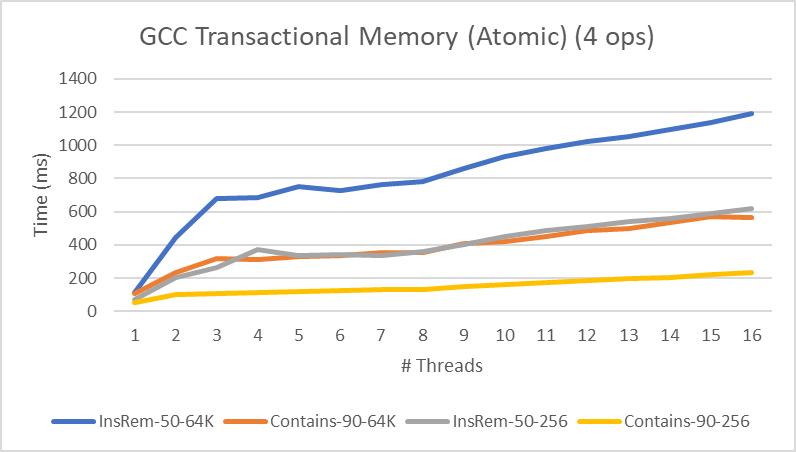 GCC Transactional Memory (Atomic) (4 ops)
Time (ms)
1400
1200
1000
800
600
400
200
0
1 2 3 4 5 6 7 8 9 10 11 12 13 14 15 16
# Threads
InsRem-50-64K Contains-90-64K InsRem-50-256 Contains-90-256